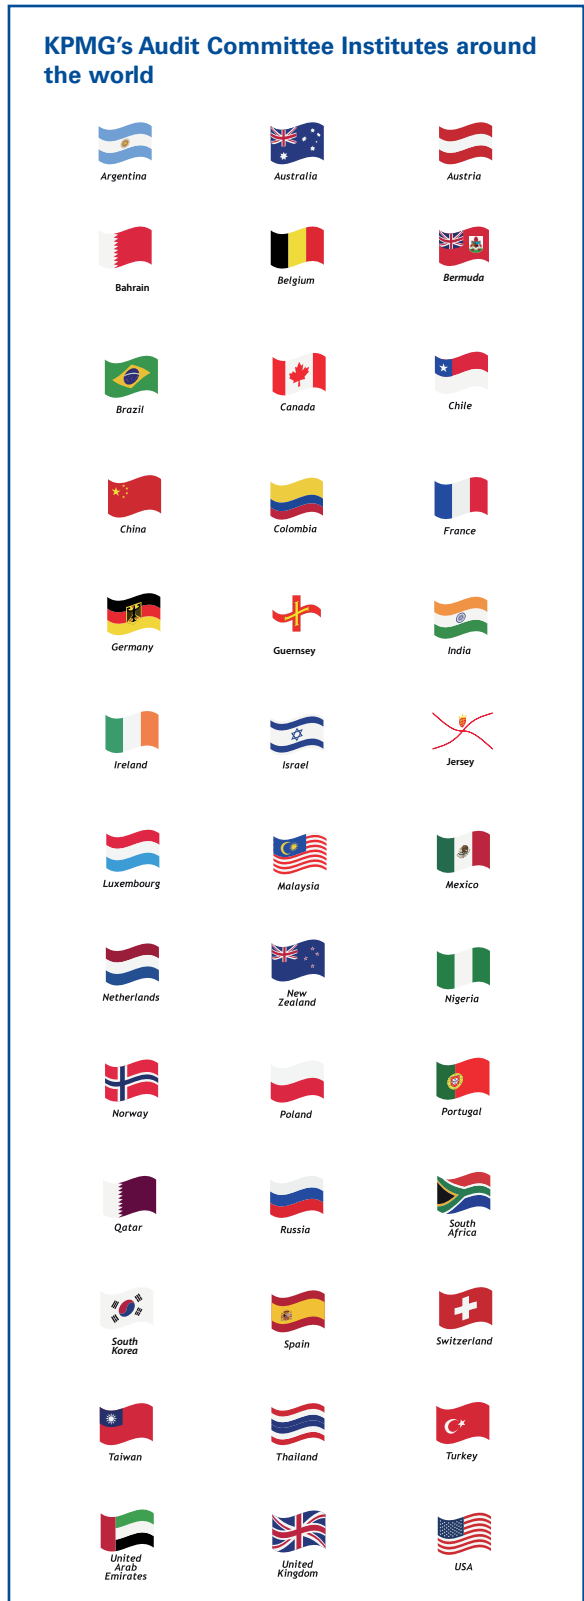 KPMG’s Audit Committee Institutes around
the world
Argentina
Australia
Austria
Bahrain
Belgium
Bermuda
Brazil
Canada
Chile
China
Colombia
France
Germany
Guernsey
India
Ireland
Israel
Jersey
Luxembourg
Malaysia
Mexico
Netherlands
New
Zealand
Nigeria
Norway
Poland
Portugal
Qatar
Russia
South
Africa
South
Korea
Spain
Switzerland
Taiwan
Thailand
Turkey
United
Arab
Emirates
United
Kingdom
USA